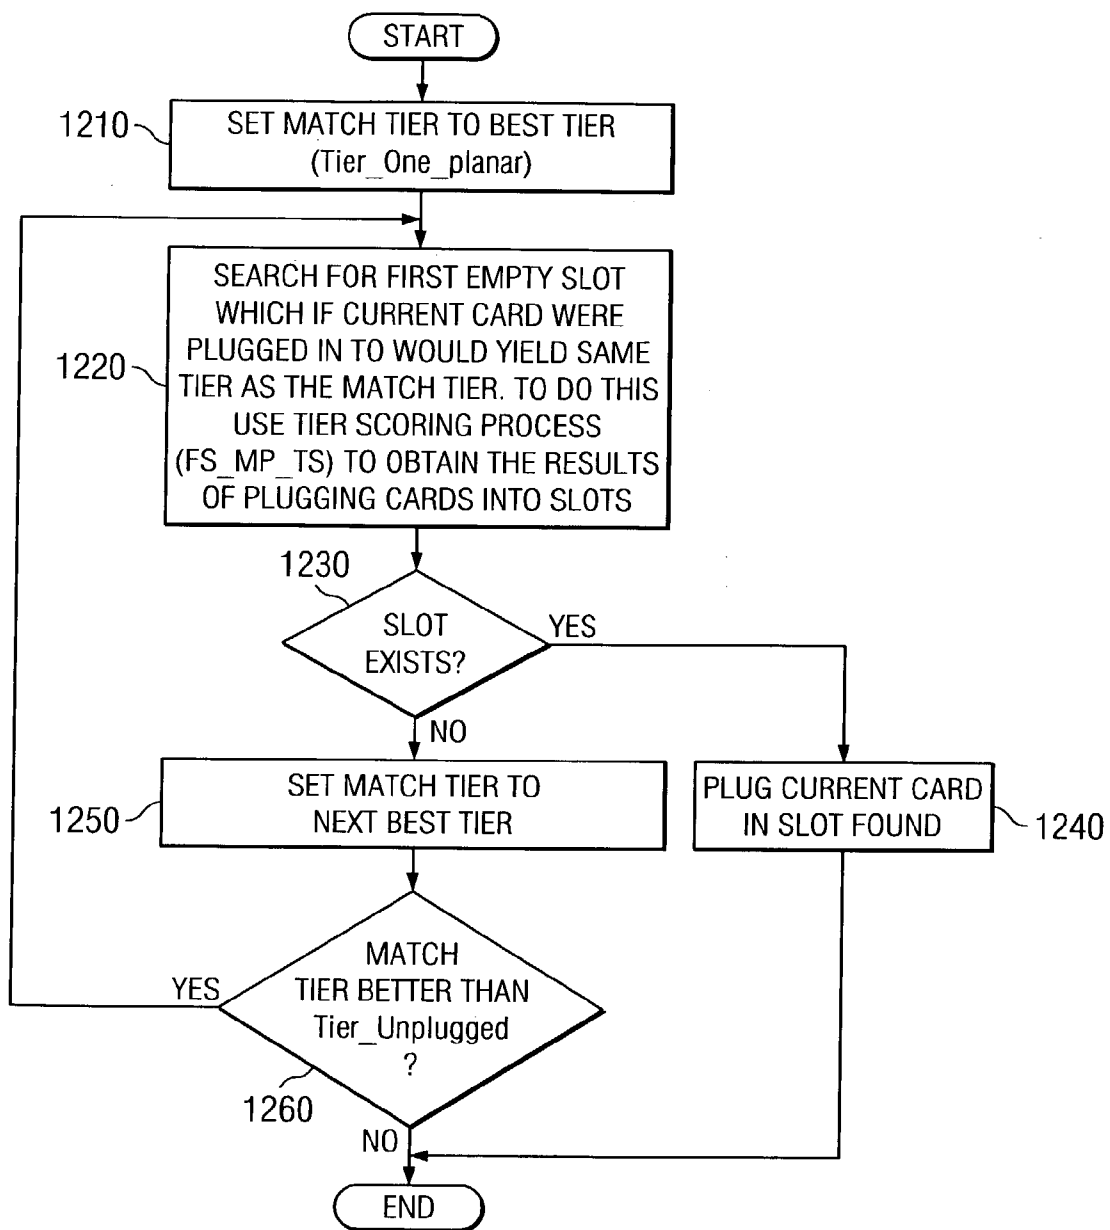 START
1210
SET MATCH TIER TO BEST TIER
(Tier_One_planar)
1220
SEARCH FOR FIRST EMPTY SLOT
WHICH IF CURRENT CARD WERE
PLUGGED IN TO WOULD YIELD SAME
TIER AS THE MATCH TIER. TO DO THIS
USE TIER SCORING PROCESS
(FS_MP_TS) TO OBTAIN THE RESULTS
OF PLUGGING CARDS INTO SLOTS
1230
SLOT
EXISTS?
YES
NO
1250
SET MATCH TIER TO
NEXT BEST TIER
PLUG CURRENT CARD
IN SLOT FOUND
1240
YES
MATCH
TIER BETTER THAN
Tier_Unplugged
?
1260
NO
END